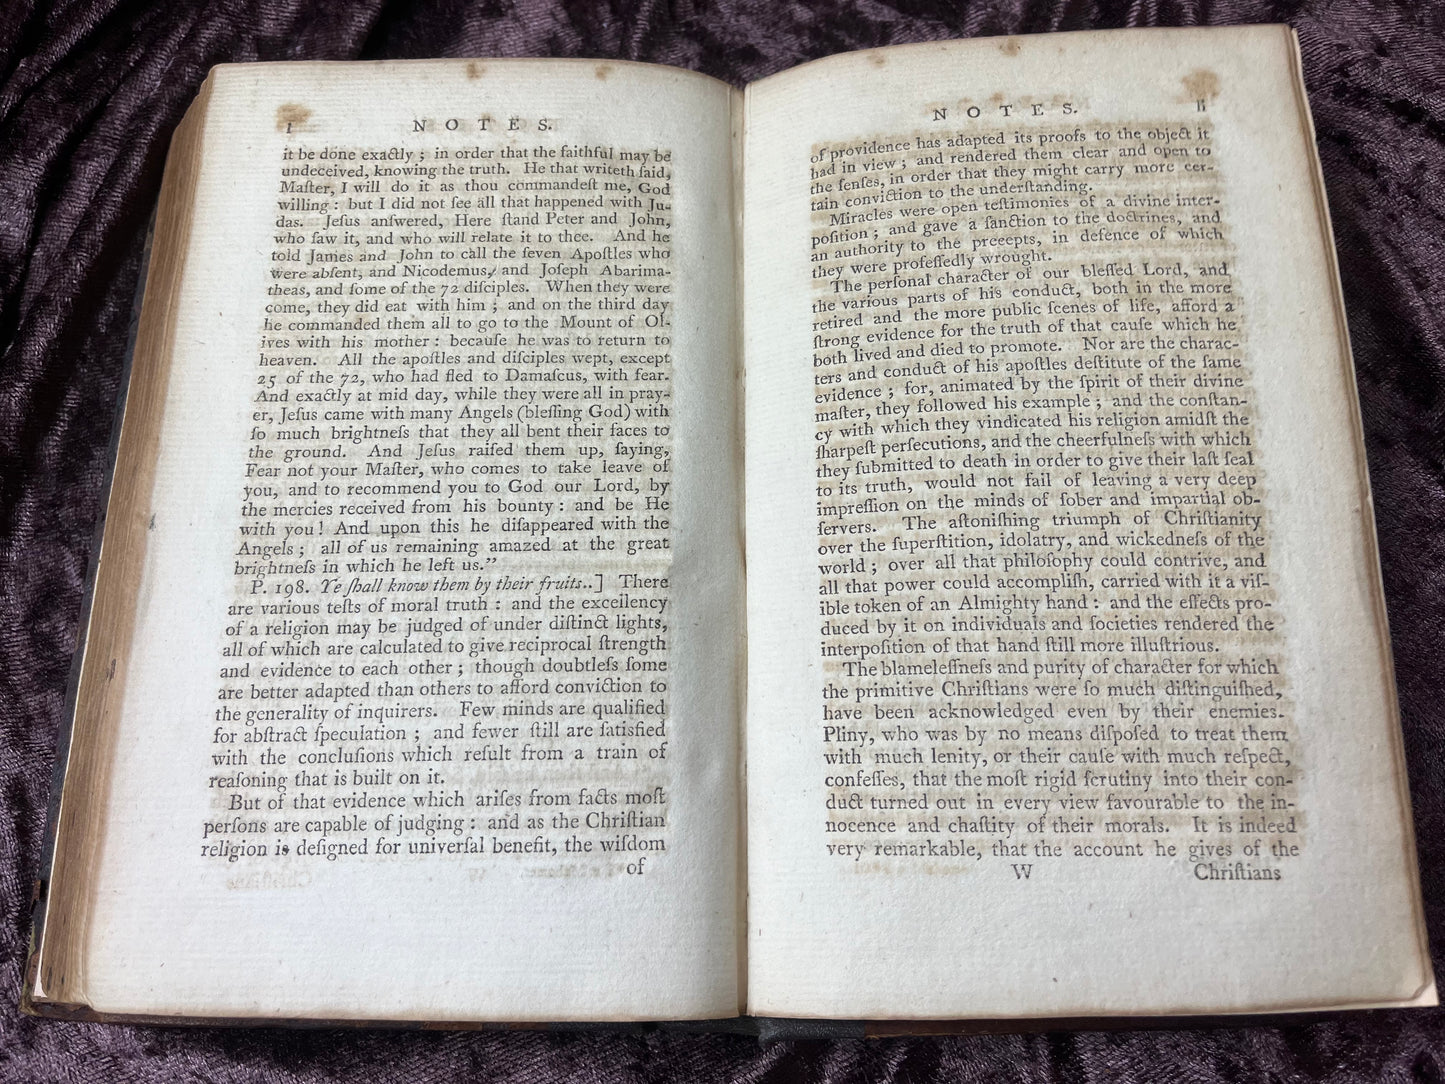 l
N O T E S.
it be done exactly ; in order that the faithful may be
undeceived, knowing the truth. He that writeth ſaid,
Maſter, I will do it as thou commandeſt me, God
willing : but I did not ſee all that happened with Ju-
das. Jeſus anſwered, Here ſtand Peter and John,
who ſaw it, and who will relate it to thee. And he
told James and John to call the ſeven Apoſtles who
were abſent, and Nicodemus, and Joſeph Abarima-
theas, and ſome of the 72 diſciples. When they were
come, they did eat with him ; and on the third day
he commanded them all to go to the Mount of Ol-
ives with his mother : becauſe he was to return to
heaven. All the apoſtles and diſciples wept, except
25 of the 72, who had fled to Damaſcus, with fear.
And exactly at mid day, while they were all in pray-
er, Jeſus came with many Angels (bleſſing God) with
ſo much brightneſs that they all bent their faces to
the ground. And Jeſus raiſed them up, ſaying,
Fear not your Maſter, who comes to take leave of
you, and to recommend you to God our Lord, by
the mercies received from his bounty : and be He
with you ! And upon this he diſappeared with the
Angels ; all of us remaining amazed at the great
brightneſs in which he left us.”
P. 198. Ye ſhall know them by their fruits..] There
are various teſts of moral truth : and the excellency
of a religion may be judged of under diſtinct lights,
all of which are calculated to give reciprocal ſtrength
and evidence to each other ; though doubtleſs ſome
are better adapted than others to afford conviction to
the generality of inquirers. Few minds are qualified
for abſtract ſpeculation ; and fewer ſtill are ſatisfied
with the concluſions which reſult from a train of
reaſoning that is built on it.
But of that evidence which ariſes from facts moſt
perſons are capable of judging : and as the Chriſtian
religion is deſigned for univerſal benefit, the wiſdom
of
N O T E S.
li
of providence has adapted its proofs to the object it
had in view ; and rendered them clear and open to
the ſenſes, in order that they might carry more cer-
tain conviction to the underſtanding.
Miracles were open teſtimonies of a divine inter-
poſition ; and gave a ſanction to the doctrines, and
an authority to the preeepts, in defence of which
they were profeſſedly wrought.
The perſonal character of our bleſſed Lord, and
the various parts of his conduct, both in the more
retired and the more public ſcenes of life, afford a
ſtrong evidence for the truth of that cauſe which he
both lived and died to promote. Nor are the charac-
ters and conduct of his apoſtles deſtitute of the ſame
evidence ; for, animated by the ſpirit of their divine
maſter, they followed his example ; and the conſtan-
cy with which they vindicated his religion amidſt the
ſharpeſt perſecutions, and the cheerfulneſs with which
they ſubmitted to death in order to give their laſt ſeal
to its truth, would not fail of leaving a very deep
impreſſion on the minds of ſober and impartial ob-
ſervers. The aſtoniſhing triumph of Chriſtianity
over the ſuperſtition, idolatry, and wickedneſs of the
world ; over all that philoſophy could contrive, and
all that power could accompliſh, carried with it a viſ-
ible token of an Almighty hand : and the effects pro-
duced by it on individuals and ſocieties rendered the
interpoſition of that hand ſtill more illuſtrious.
The blameleſſneſs and purity of character for which
the primitive Chriſtians were ſo much diſtinguiſhed,
have been acknowledged even by their enemies.
Pliny, who was by no means diſpoſed to treat them
with much lenity, or their cauſe with much reſpect,
confeſſes, that the moſt rigid ſcrutiny into their con-
duct turned out in every view favourable to the in-
nocence and chaſtity of their morals. It is indeed
very remarkable, that the account he gives of the
W
Chriſtians